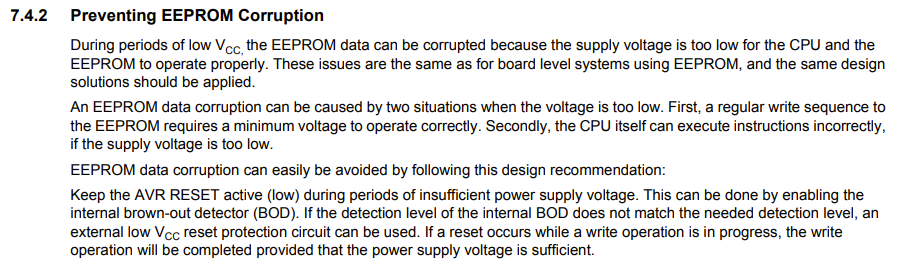 7.4.2 Preventing EEPROM Corruption
During periods of low VCC, the EEPROM data can be corrupted because the supply voltage is too low for the CPU and the
EEPROM to operate properly. These issues are the same as for board level systems using EEPROM, and the same design
solutions should be applied.
An EEPROM data corruption can be caused by two situations when the voltage is too low. First, a regular write sequence to
the EEPROM requires a minimum voltage to operate correctly. Secondly, the CPU itself can execute instructions incorrectly,
if the supply voltage is too low.
EEPROM data corruption can easily be avoided by following this design recommendation:
Keep the AVR RESET active (low) during periods of insufficient power supply voltage. This can be done by enabling the
internal brown-out detector (BOD). If the detection level of the internal BOD does not match the needed detection level, an
external low VCC reset protection circuit can be used. If a reset occurs while a write operation is in progress, the write
operation will be completed provided that the power supply voltage is sufficient.